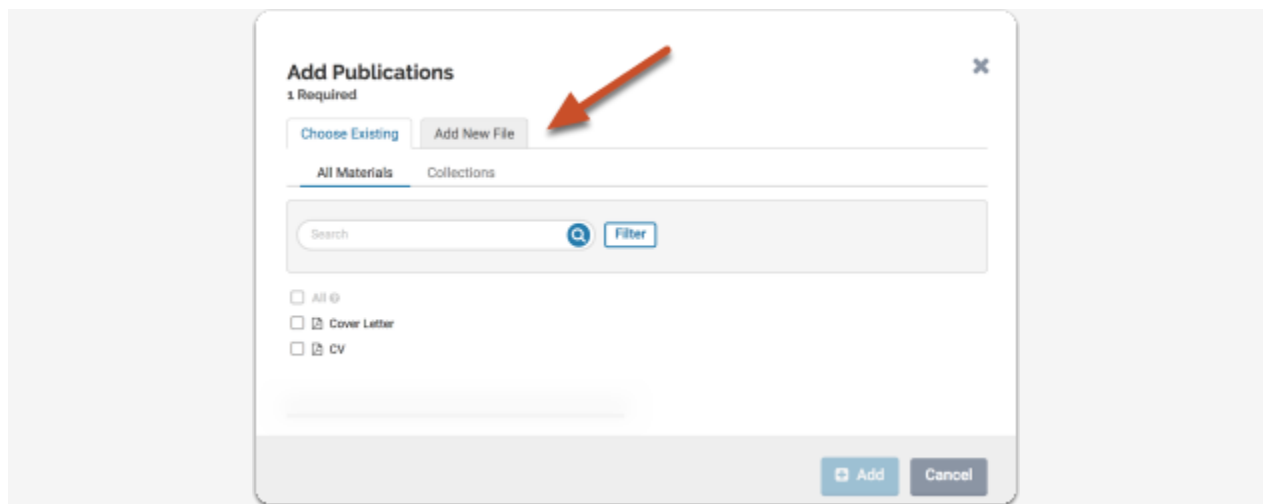 Add Publications
1 Required
Choose Existing Add New File
All Materials Collections
Search Filter
All
Cover Letter
CV
Add Cancel